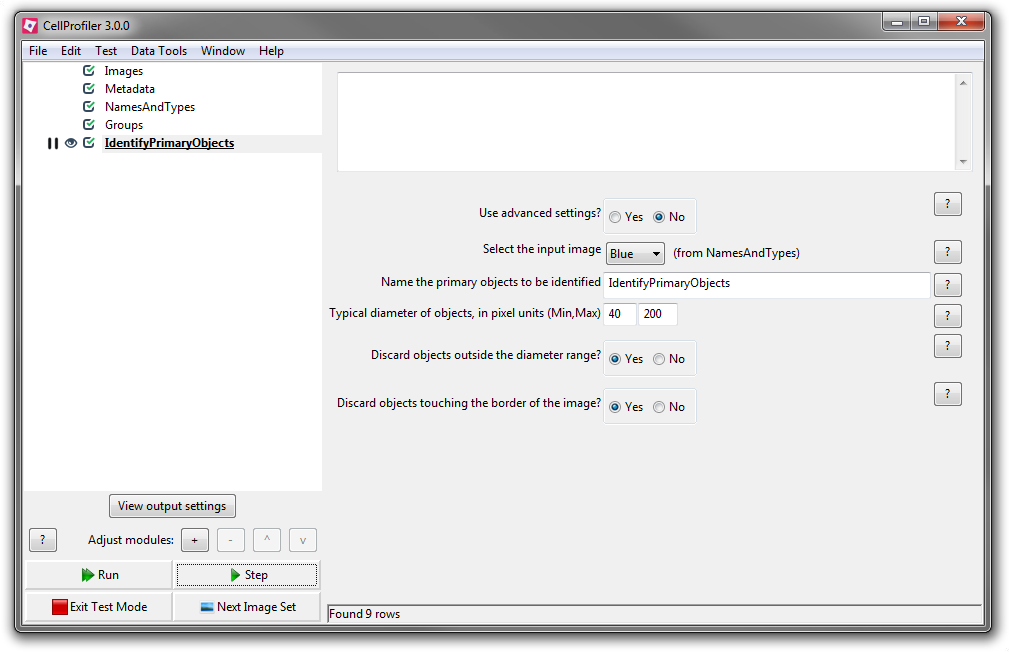 CellProfiler 3.0.0
File Edit Test Data Tools Window Help
Images
Metadata
NamesAndTypes
Groups
IdentifyPrimaryObjects
Use advanced settings? Yes No ?
Select the input image Blue (from NamesAndTypes) ?
Name the primary objects to be identified IdentifyPrimaryObjects ?
Typical diameter of objects, in pixel units (Min,Max) 40 200 ?
Discard objects outside the diameter range? Yes No ?
Discard objects touching the border of the image? Yes No ?
View output settings
? Adjust modules: + - ^ v
Run Step
Exit Test Mode Next Image Set
Found 9 rows